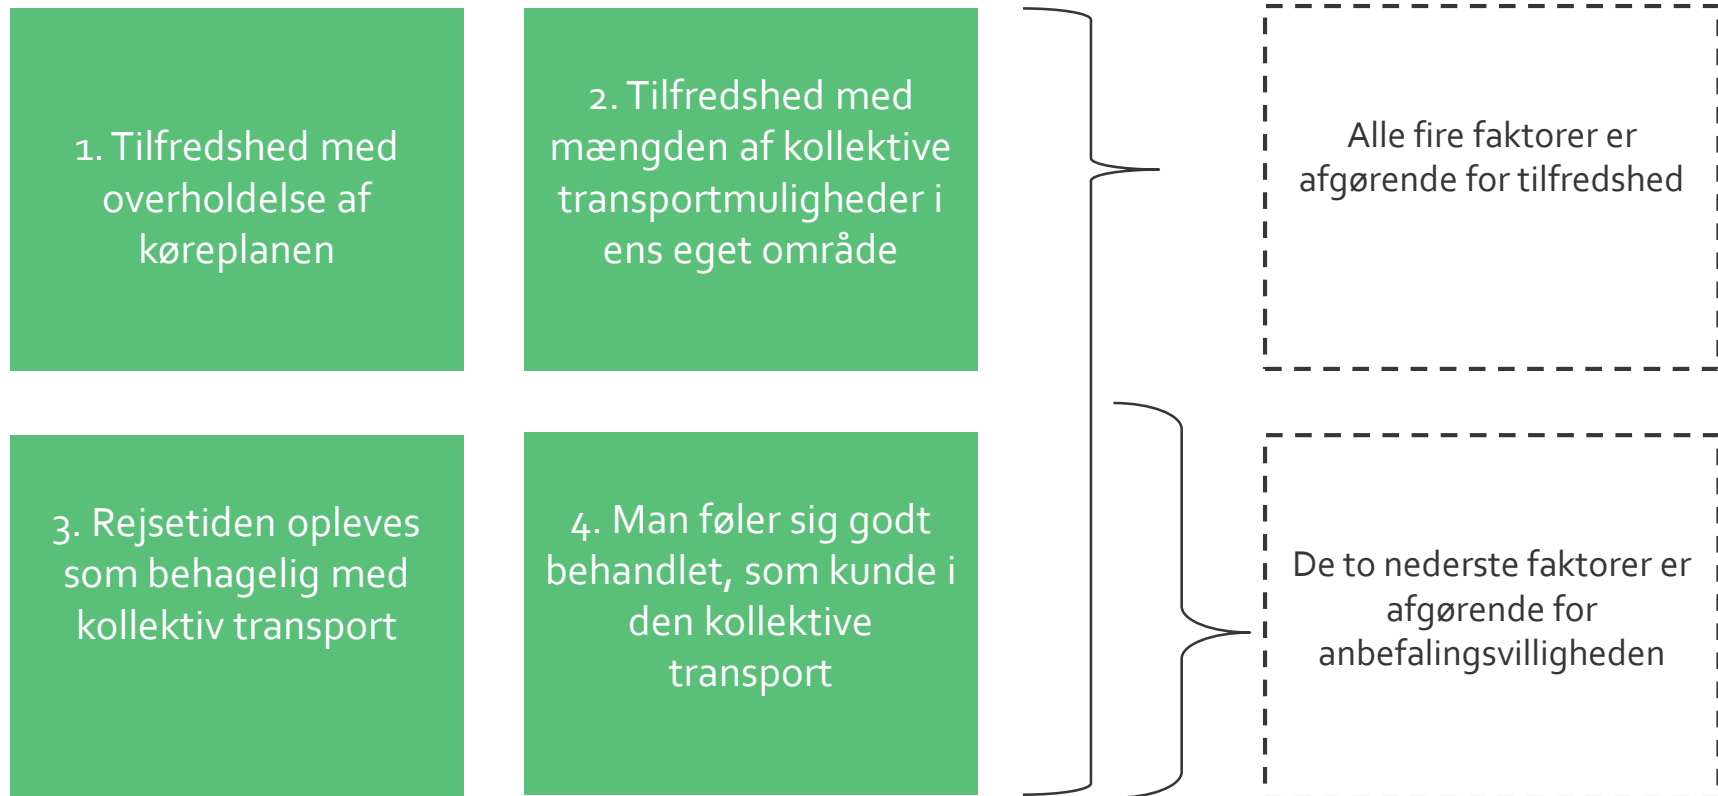 1. Tilfredshed med
overholdelse af
køreplanen
2. Tilfredshed med
mængden af kollektive
transportmuligheder i
ens eget område
Alle fire faktorer er
afgørende for tilfredshed
3. Rejsetiden opleves
som behagelig med
kollektiv transport
4. Man føler sig godt
behandlet, som kunde i
den kollektive
transport
De to nederste faktorer er
afgørende for
anbefalingsvilligheden